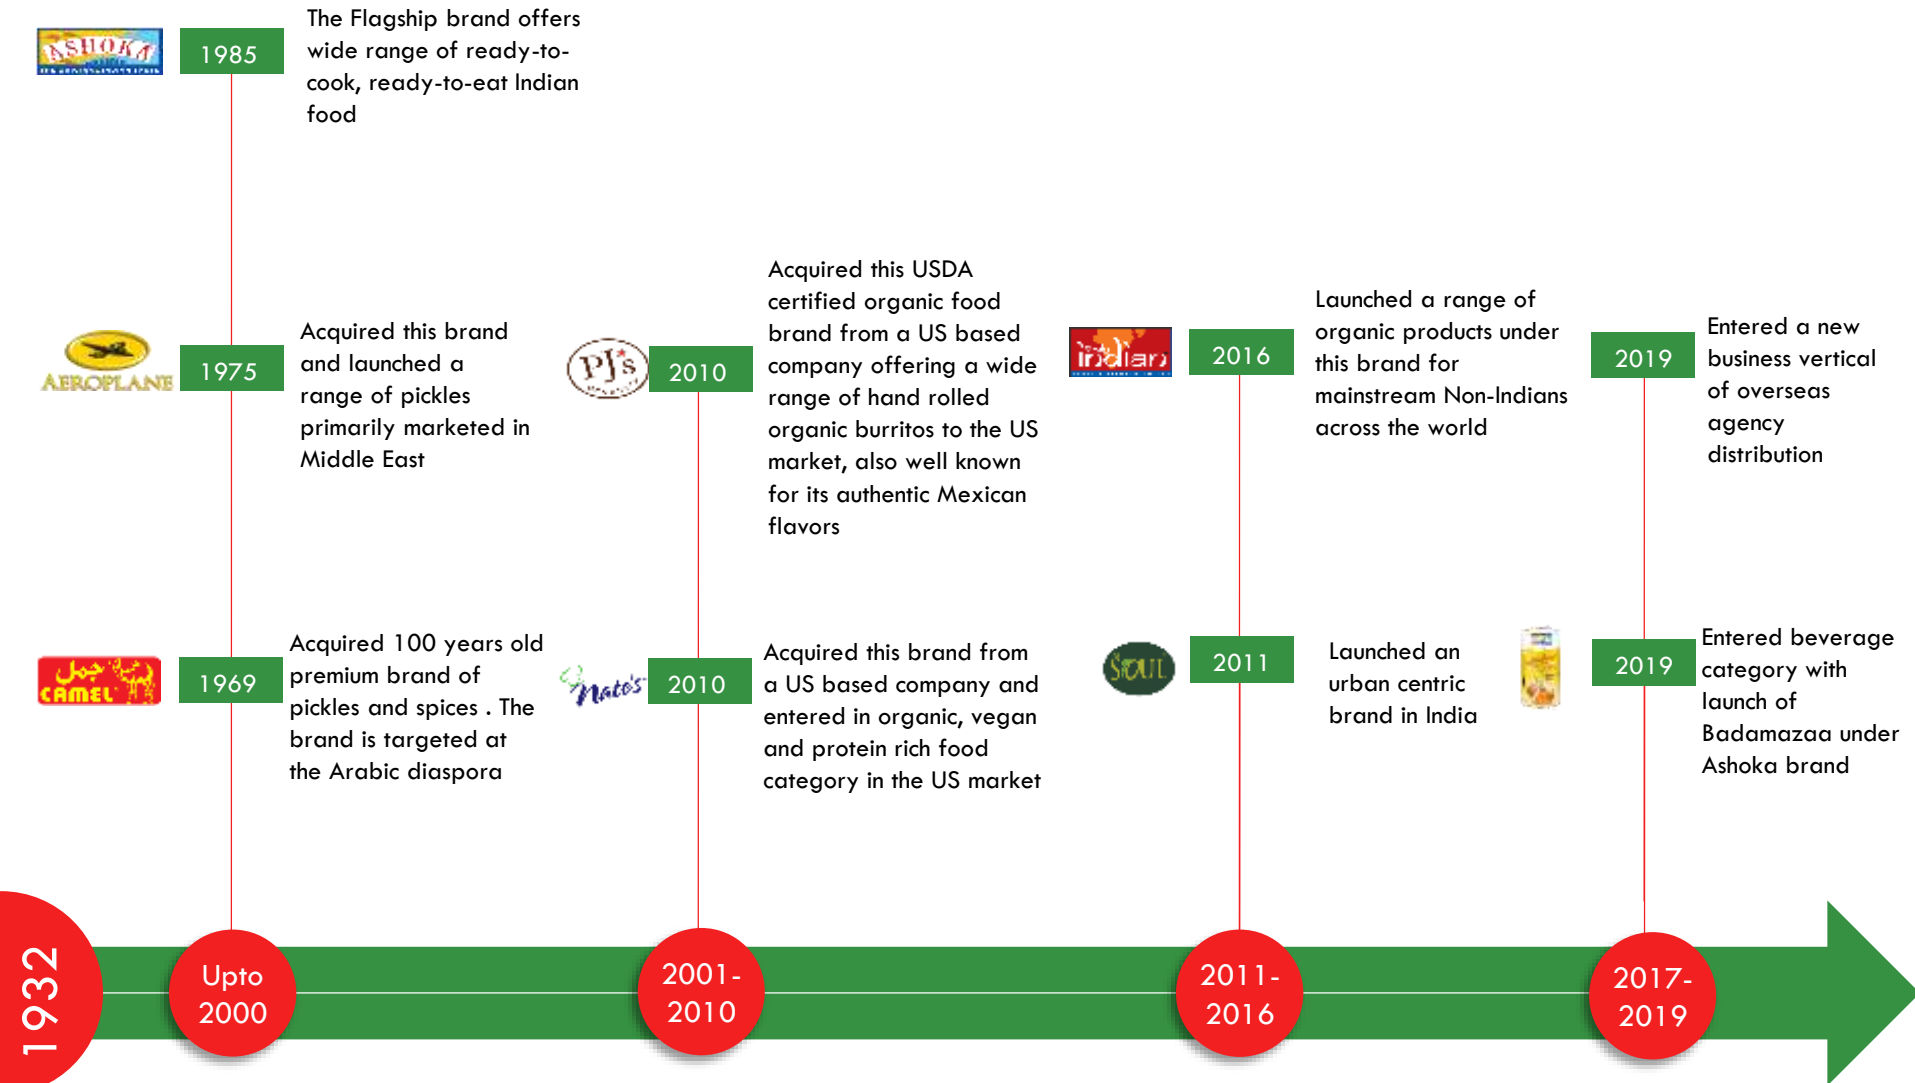 ASHOKA
1985
The Flagship brand offers
wide range of ready-to-
cook, ready-to-eat Indian
food
AEROPLANE
1975
Acquired this brand
and launched a
range of pickles
primarily marketed in
Middle East
PJ's
2010
Acquired this USDA
certified organic food
brand from a US based
company offering a wide
range of hand rolled
organic burritos to the US
market, also well known
for its authentic Mexican
flavors
indian
2016
Launched a range of
organic products under
this brand for
mainstream Non-Indians
across the world
2019
Entered a new
business vertical
of overseas
agency
distribution
جمل
CAMEL
1969
Acquired 100 years old
premium brand of
pickles and spices . The
brand is targeted at
the Arabic diaspora
Nate's
2010
Acquired this brand from
a US based company and
entered in organic, vegan
and protein rich food
category in the US market
SOUL
2011
Launched an
urban centric
brand in India
2019
Entered beverage
category with
launch of
Badamazaa under
Ashoka brand
1932
Upto
2000
2001-
2010
2011-
2016
2017-
2019